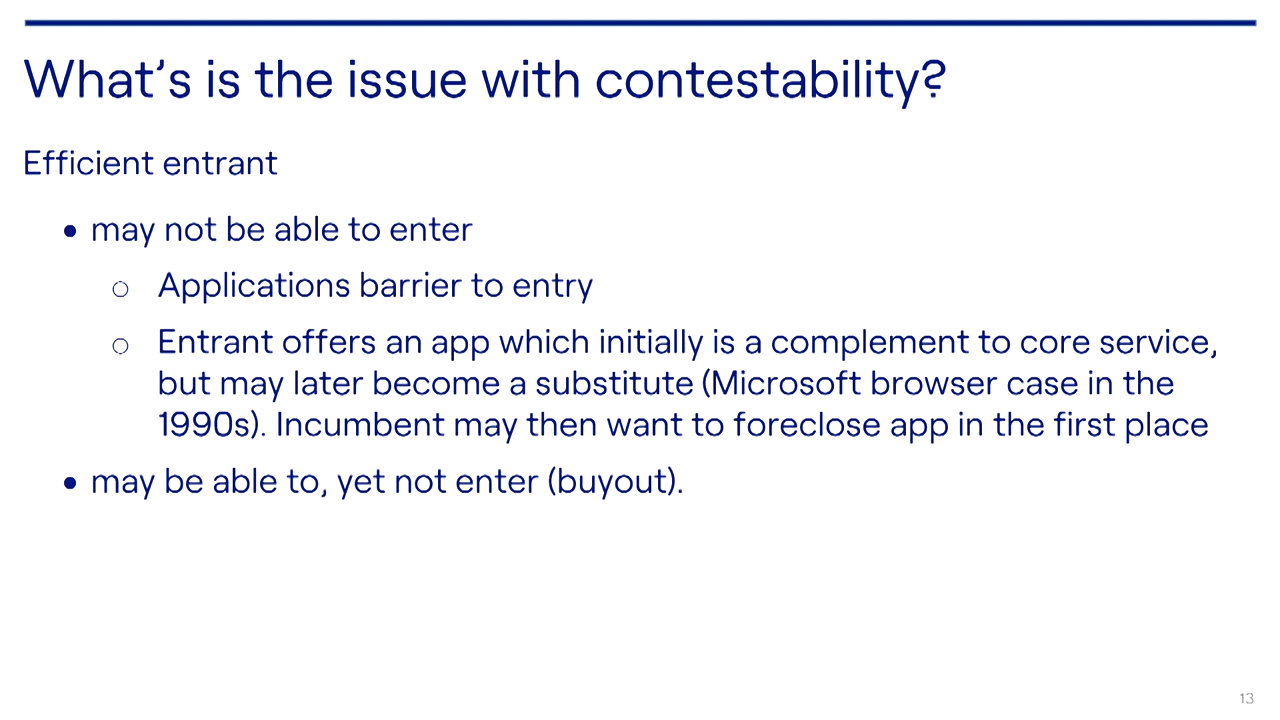 What’s is the issue with contestability?
Efficient entrant
• may not be able to enter
○ Applications barrier to entry
○ Entrant offers an app which initially is a complement to core service,
but may later become a substitute (Microsoft browser case in the
1990s). Incumbent may then want to foreclose app in the first place
• may be able to, yet not enter (buyout).
13